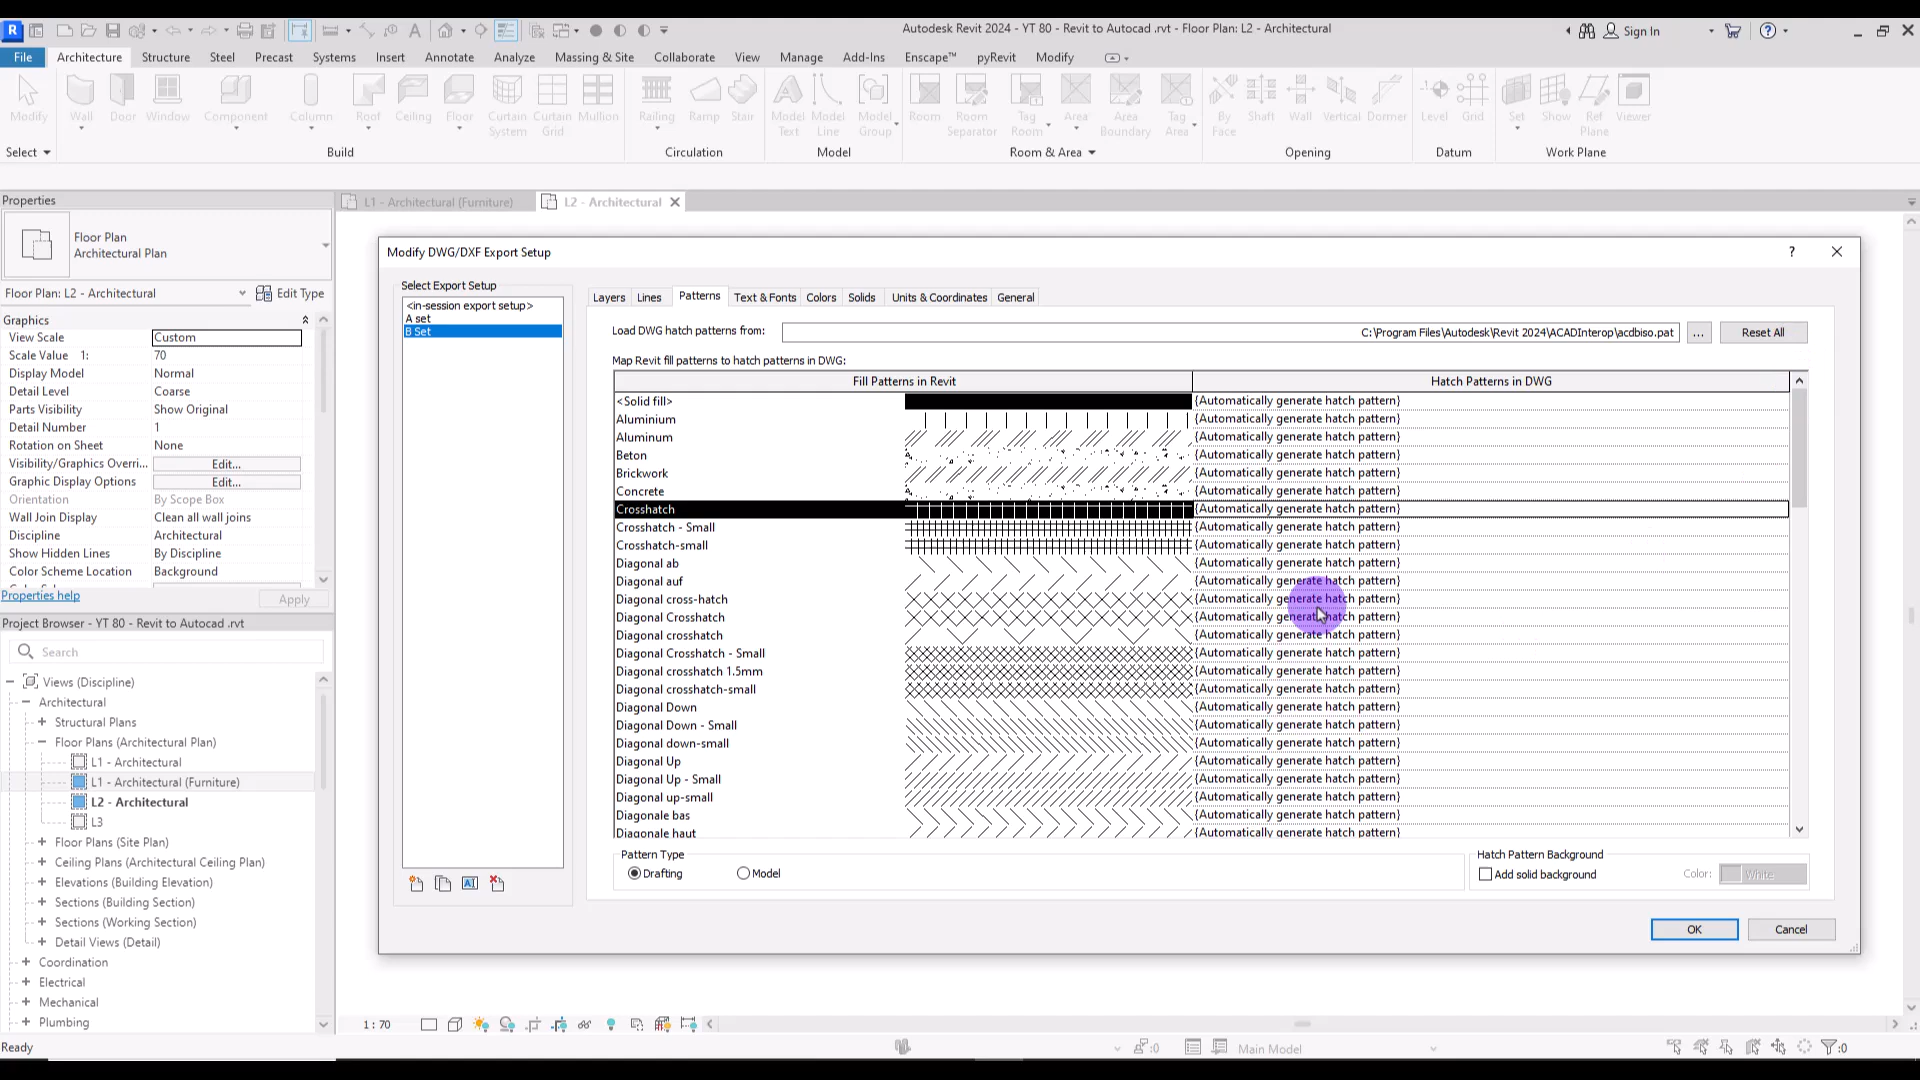 Autodesk Revit 2024 - YT 80 - Revit to Autocad .rvt - Floor Plan: L2 - Architectural
Sign In
File Architecture Structure Steel Precast Systems Insert Annotate Analyze Massing & Site Collaborate View Manage Add-Ins Enscape™ pyRevit Modify
Modify Wall Door Window Component Column Roof Ceiling Floor Curtain System Curtain Grid Mullion Railing Ramp Stair Model Text Model Line Model Group Room Room Separator Tag Room Area Area Boundary Tag Area By Face Shaft Wall Vertical Dormer Level Grid Set Show Ref Plane Viewer
Select Build Circulation Model Room & Area Opening Datum Work Plane
Properties
L1 - Architectural (Furniture) L2 - Architectural
Floor Plan
Architectural Plan
Floor Plan: L2 - Architectural Edit Type
Graphics
View Scale Custom
Scale Value 1: 70
Display Model Normal
Detail Level Coarse
Parts Visibility Show Original
Detail Number 1
Rotation on Sheet None
Visibility/Graphics Overri... Edit...
Graphic Display Options Edit...
Orientation By Scope Box
Wall Join Display Clean all wall joins
Discipline Architectural
Show Hidden Lines By Discipline
Color Scheme Location Background
Properties help Apply
Project Browser - YT 80 - Revit to Autocad .rvt
Search
Views (Discipline)
Architectural
Structural Plans
Floor Plans (Architectural Plan)
L1 - Architectural
L1 - Architectural (Furniture)
L2 - Architectural
L3
Floor Plans (Site Plan)
Ceiling Plans (Architectural Ceiling Plan)
Elevations (Building Elevation)
Sections (Building Section)
Sections (Working Section)
Detail Views (Detail)
Coordination
Electrical
Mechanical
Plumbing
Modify DWG/DXF Export Setup
Select Export Setup
<in-session export setup>
A set
B Set
Layers Lines Patterns Text & Fonts Colors Solids Units & Coordinates General
Load DWG hatch patterns from: C:\Program Files\Autodesk\Revit 2024\ACADInterop\acdbiso.pat ... Reset All
Map Revit fill patterns to hatch patterns in DWG:
Fill Patterns in Revit Hatch Patterns in DWG
<Solid fill> {Automatically generate hatch pattern}
Aluminium {Automatically generate hatch pattern}
Aluminum {Automatically generate hatch pattern}
Beton {Automatically generate hatch pattern}
Brickwork {Automatically generate hatch pattern}
Concrete {Automatically generate hatch pattern}
Crosshatch {Automatically generate hatch pattern}
Crosshatch - Small {Automatically generate hatch pattern}
Crosshatch-small {Automatically generate hatch pattern}
Diagonal ab {Automatically generate hatch pattern}
Diagonal auf {Automatically generate hatch pattern}
Diagonal cross-hatch {Automatically generate hatch pattern}
Diagonal Crosshatch {Automatically generate hatch pattern}
Diagonal crosshatch {Automatically generate hatch pattern}
Diagonal Crosshatch - Small {Automatically generate hatch pattern}
Diagonal crosshatch 1.5mm {Automatically generate hatch pattern}
Diagonal crosshatch-small {Automatically generate hatch pattern}
Diagonal Down {Automatically generate hatch pattern}
Diagonal Down - Small {Automatically generate hatch pattern}
Diagonal down-small {Automatically generate hatch pattern}
Diagonal Up {Automatically generate hatch pattern}
Diagonal Up - Small {Automatically generate hatch pattern}
Diagonal up-small {Automatically generate hatch pattern}
Diagonale bas {Automatically generate hatch pattern}
Diagonale haut {Automatically generate hatch pattern}
Pattern Type
Drafting Model
Hatch Pattern Background
Add solid background Color: White
OK Cancel
1 : 70
Ready :0 Main Model :0